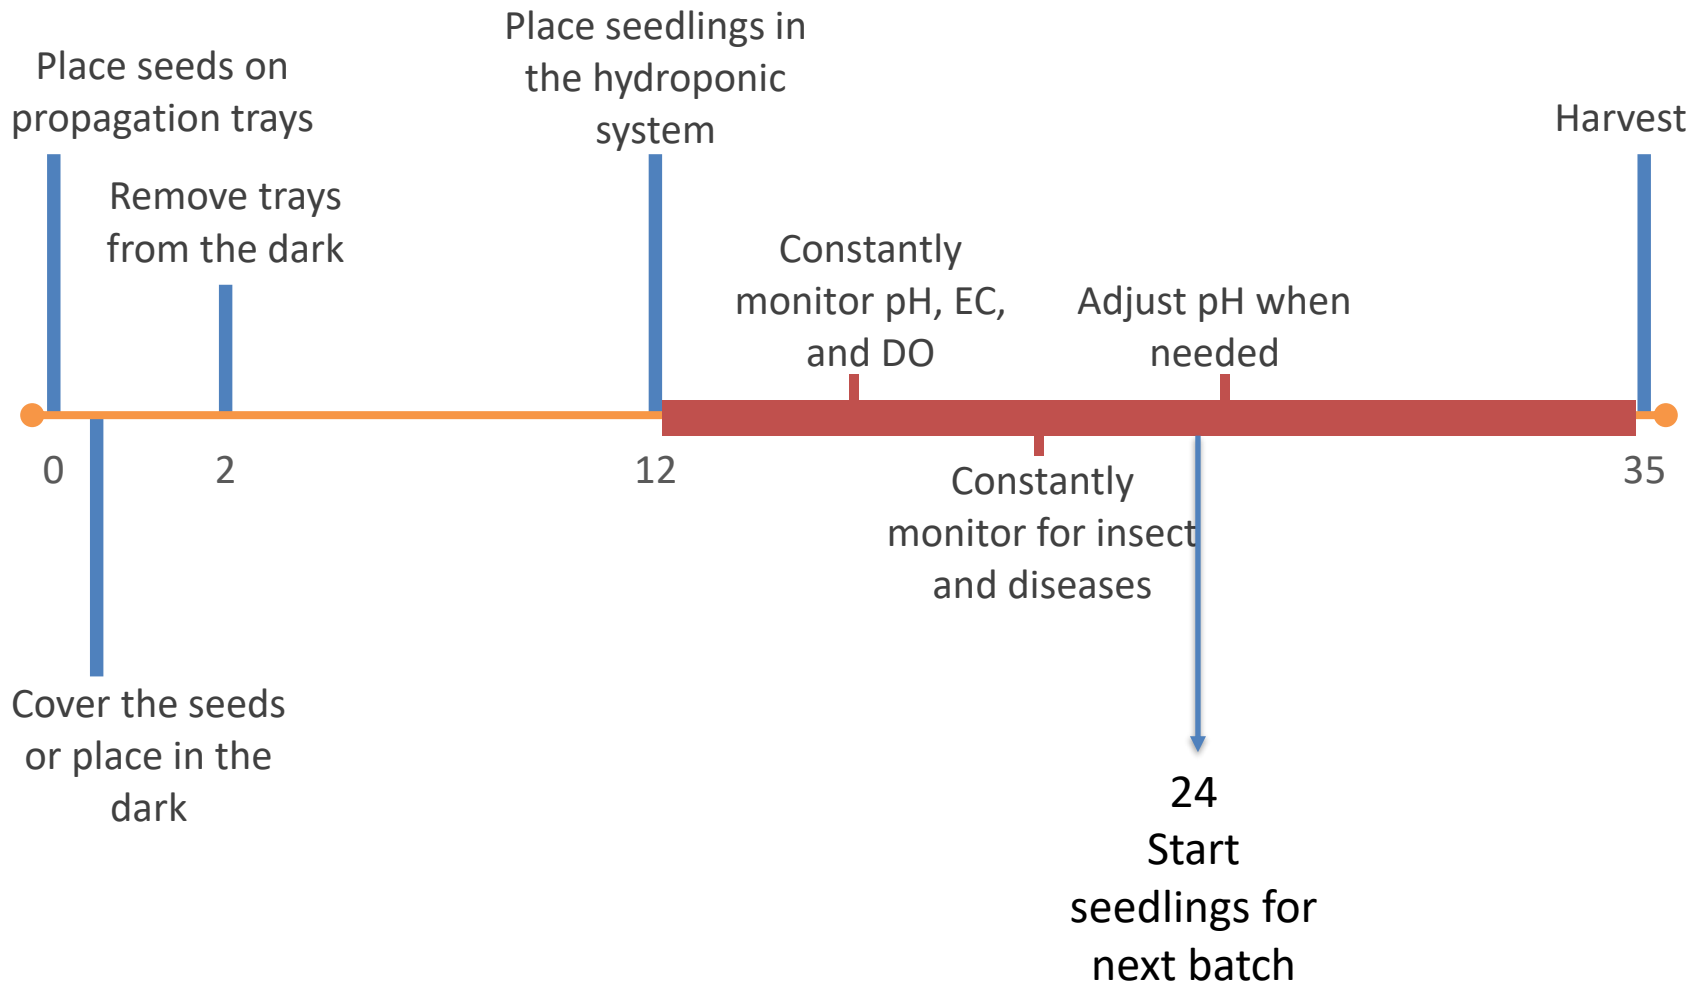 Place seeds on
propagation trays
Remove trays
from the dark
Place seedlings in
the hydroponic
system
Constantly
monitor pH, EC,
and DO
Adjust pH when
needed
Harvest
0
2
12
35
Constantly
monitor for insect
and diseases
Cover the seeds
or place in the
dark
24
Start
seedlings for
next batch